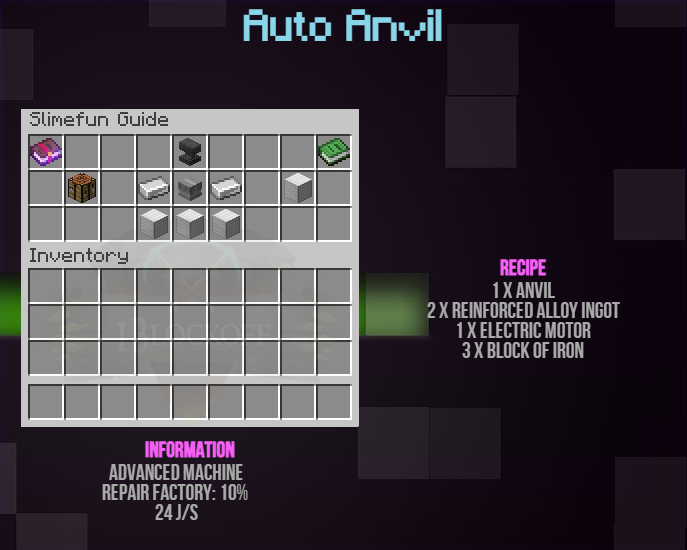 Auto Anvil
Slimefun Guide
Inventory
IBLOCKOFF
RECIPE
1 X ANVIL
2 X REINFORCED ALLOY INGOT
1 X ELECTRIC MOTOR
3 X BLOCK OF IRON
INFORMATION
ADVANCED MACHINE
REPAIR FACTORY: 10%
24 J/S